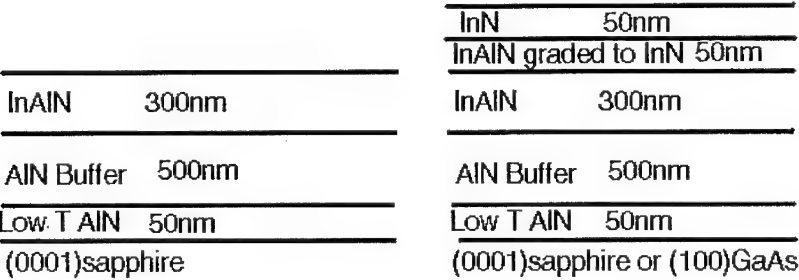 InAlN 300nm
AlN Buffer 500nm
Low T AlN 50nm
(0001)sapphire
InN 50nm
InAlN graded to InN 50nm
InAlN 300nm
AlN Buffer 500nm
Low T AlN 50nm
(0001)sapphire or (100)GaAs